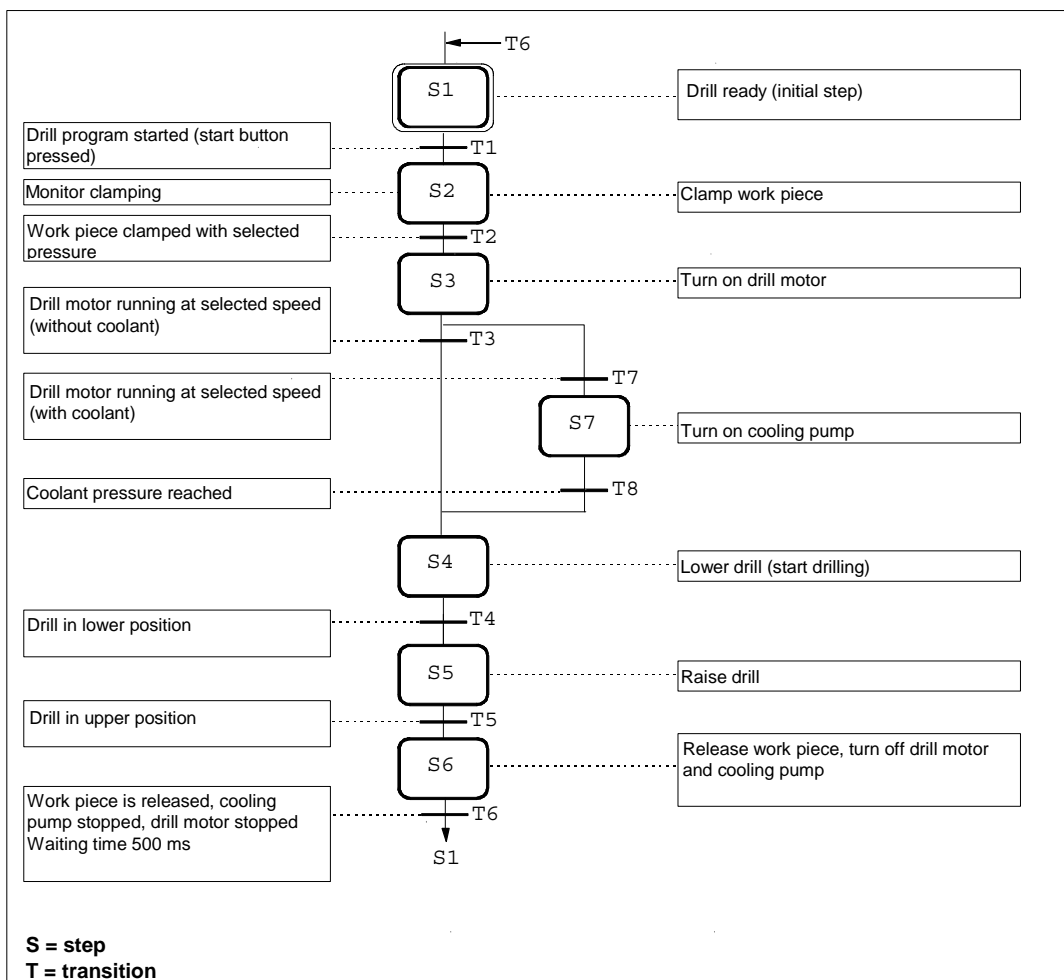 T6
S1
Drill ready (initial step)
Drill program started (start button
pressed)
T1
Monitor clamping
S2
Clamp work piece
Work piece clamped with selected
pressure
T2
S3
Turn on drill motor
Drill motor running at selected speed
(without coolant)
T3
Drill motor running at selected speed
(with coolant)
T7
S7
Turn on cooling pump
Coolant pressure reached
T8
S4
Lower drill (start drilling)
Drill in lower position
T4
S5
Raise drill
Drill in upper position
T5
S6
Release work piece, turn off drill motor
and cooling pump
Work piece is released, cooling
pump stopped, drill motor stopped
Waiting time 500 ms
T6
S1
S = step
T = transition